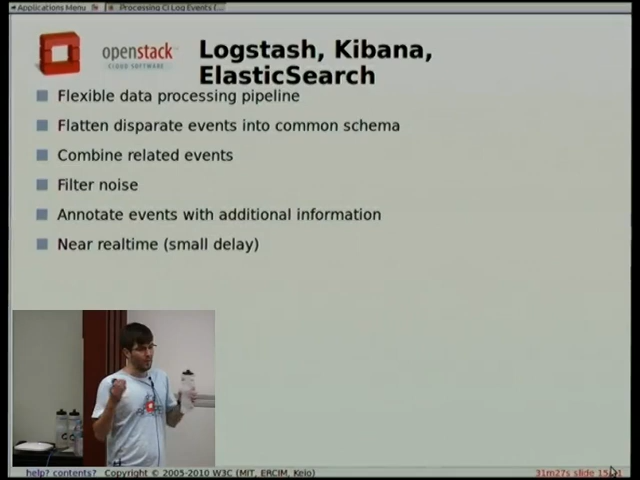 Applications Menu Processing CI Log Events (...
openstack
CLOUD SOFTWARE
Logstash, Kibana,
ElasticSearch
Flexible data processing pipeline
Flatten disparate events into common schema
Combine related events
Filter noise
Annotate events with additional information
Near realtime (small delay)
help? contents? Copyright © 2005-2010 W3C (MIT, ERCIM, Keio)
31m27s slide